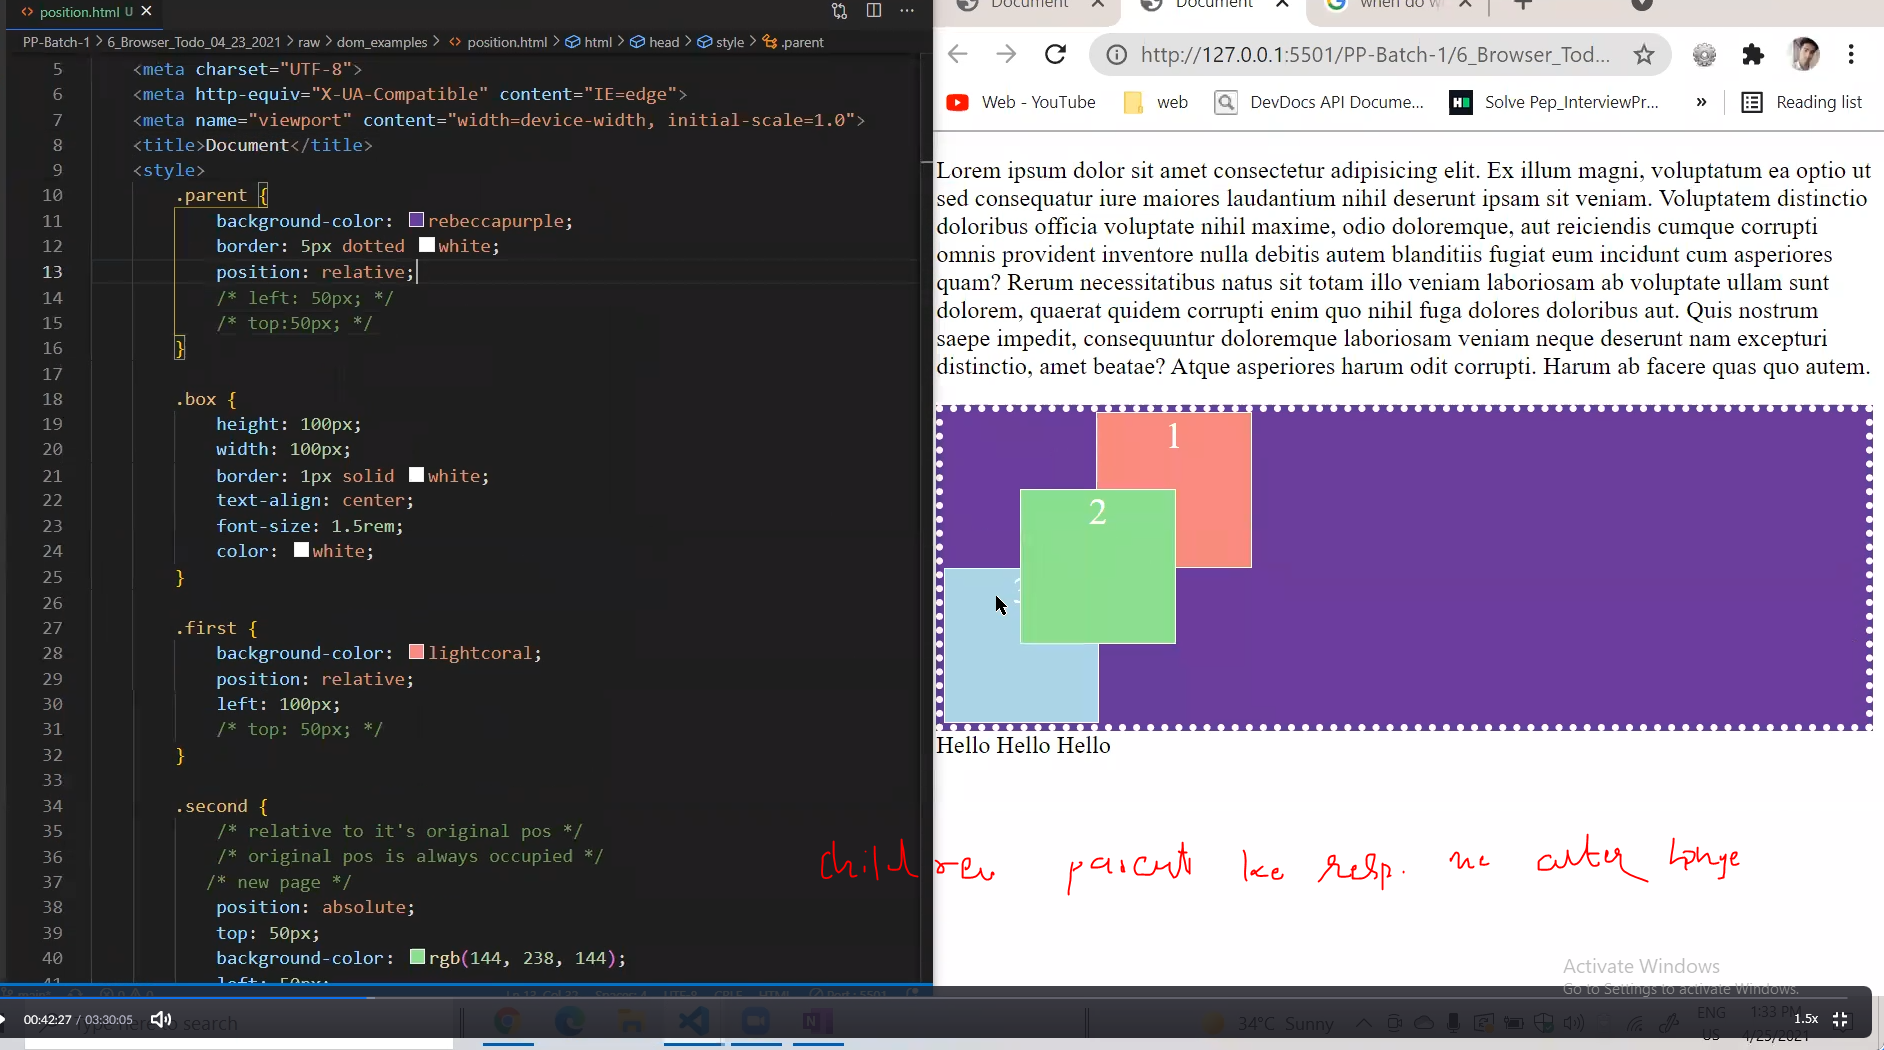 position.html U
Document
Document
when do w
PP-Batch-1 > 6_Browser_Todo_04_23_2021 > raw > dom_examples > position.html > html > head > style > .parent
http://127.0.0.1:5501/PP-Batch-1/6_Browser_Tod...
Web - YouTube
web
DevDocs API Docume...
Solve Pep_InterviewPr...
»
Reading list
5 <meta charset="UTF-8">
6 <meta http-equiv="X-UA-Compatible" content="IE=edge">
7 <meta name="viewport" content="width=device-width, initial-scale=1.0">
8 <title>Document</title>
9 <style>
10 .parent {
11 background-color: rebeccapurple;
12 border: 5px dotted white;
13 position: relative;
14 /* left: 50px; */
15 /* top:50px; */
16 }
17
18 .box {
19 height: 100px;
20 width: 100px;
21 border: 1px solid white;
22 text-align: center;
23 font-size: 1.5rem;
24 color: white;
25 }
26
27 .first {
28 background-color: lightcoral;
29 position: relative;
30 left: 100px;
31 /* top: 50px; */
32 }
33
34 .second {
35 /* relative to it's original pos */
36 /* original pos is always occupied */
37 /* new page */
38 position: absolute;
39 top: 50px;
40 background-color: rgb(144, 238, 144);
41 left: 50px;
Lorem ipsum dolor sit amet consectetur adipisicing elit. Ex illum magni, voluptatum ea optio ut
sed consequatur iure maiores laudantium nihil deserunt ipsam sit veniam. Voluptatem distinctio
doloribus officia voluptate nihil maxime, odio doloremque, aut reiciendis cumque corrupti
omnis provident inventore nulla debitis autem blanditiis fugiat eum incidunt cum asperiores
quam? Rerum necessitatibus natus sit totam illo veniam laboriosam ab voluptate ullam sunt
dolorem, quaerat quidem corrupti enim quo nihil fuga dolores doloribus aut. Quis nostrum
saepe impedit, consequuntur doloremque laboriosam veniam neque deserunt nam excepturi
distinctio, amet beatae? Atque asperiores harum odit corrupti. Harum ab facere quas quo autem.
1
2
3
Hello Hello Hello
children parent ke resp.
Activate Windows
Go to Settings to activate Windows.
Type here to search
34°C Sunny
ENG
US
1:33 PM
4/25/2021
00:42:27 / 03:30:05
1.5x